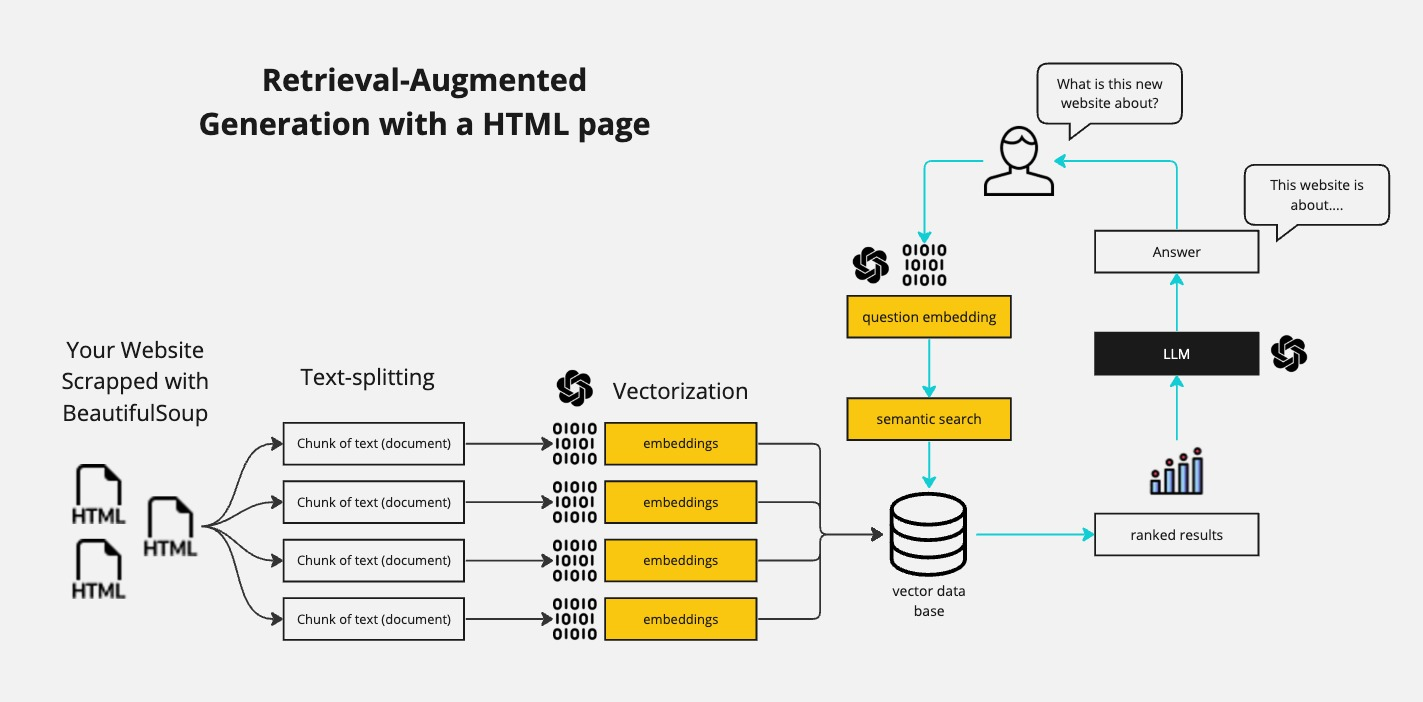 Retrieval-Augmented
Generation with a HTML page
What is this new
website about?
This website is
about....
Answer
01010
10101
01010
question embedding
LLM
Your Website
Scrapped with
BeautifulSoup
Text-splitting
Vectorization
semantic search
Chunk of text (document)
01010
10101
01010
embeddings
Chunk of text (document)
01010
10101
01010
embeddings
Chunk of text (document)
01010
10101
01010
embeddings
Chunk of text (document)
01010
10101
01010
embeddings
HTML
HTML
HTML
vector data
base
ranked results